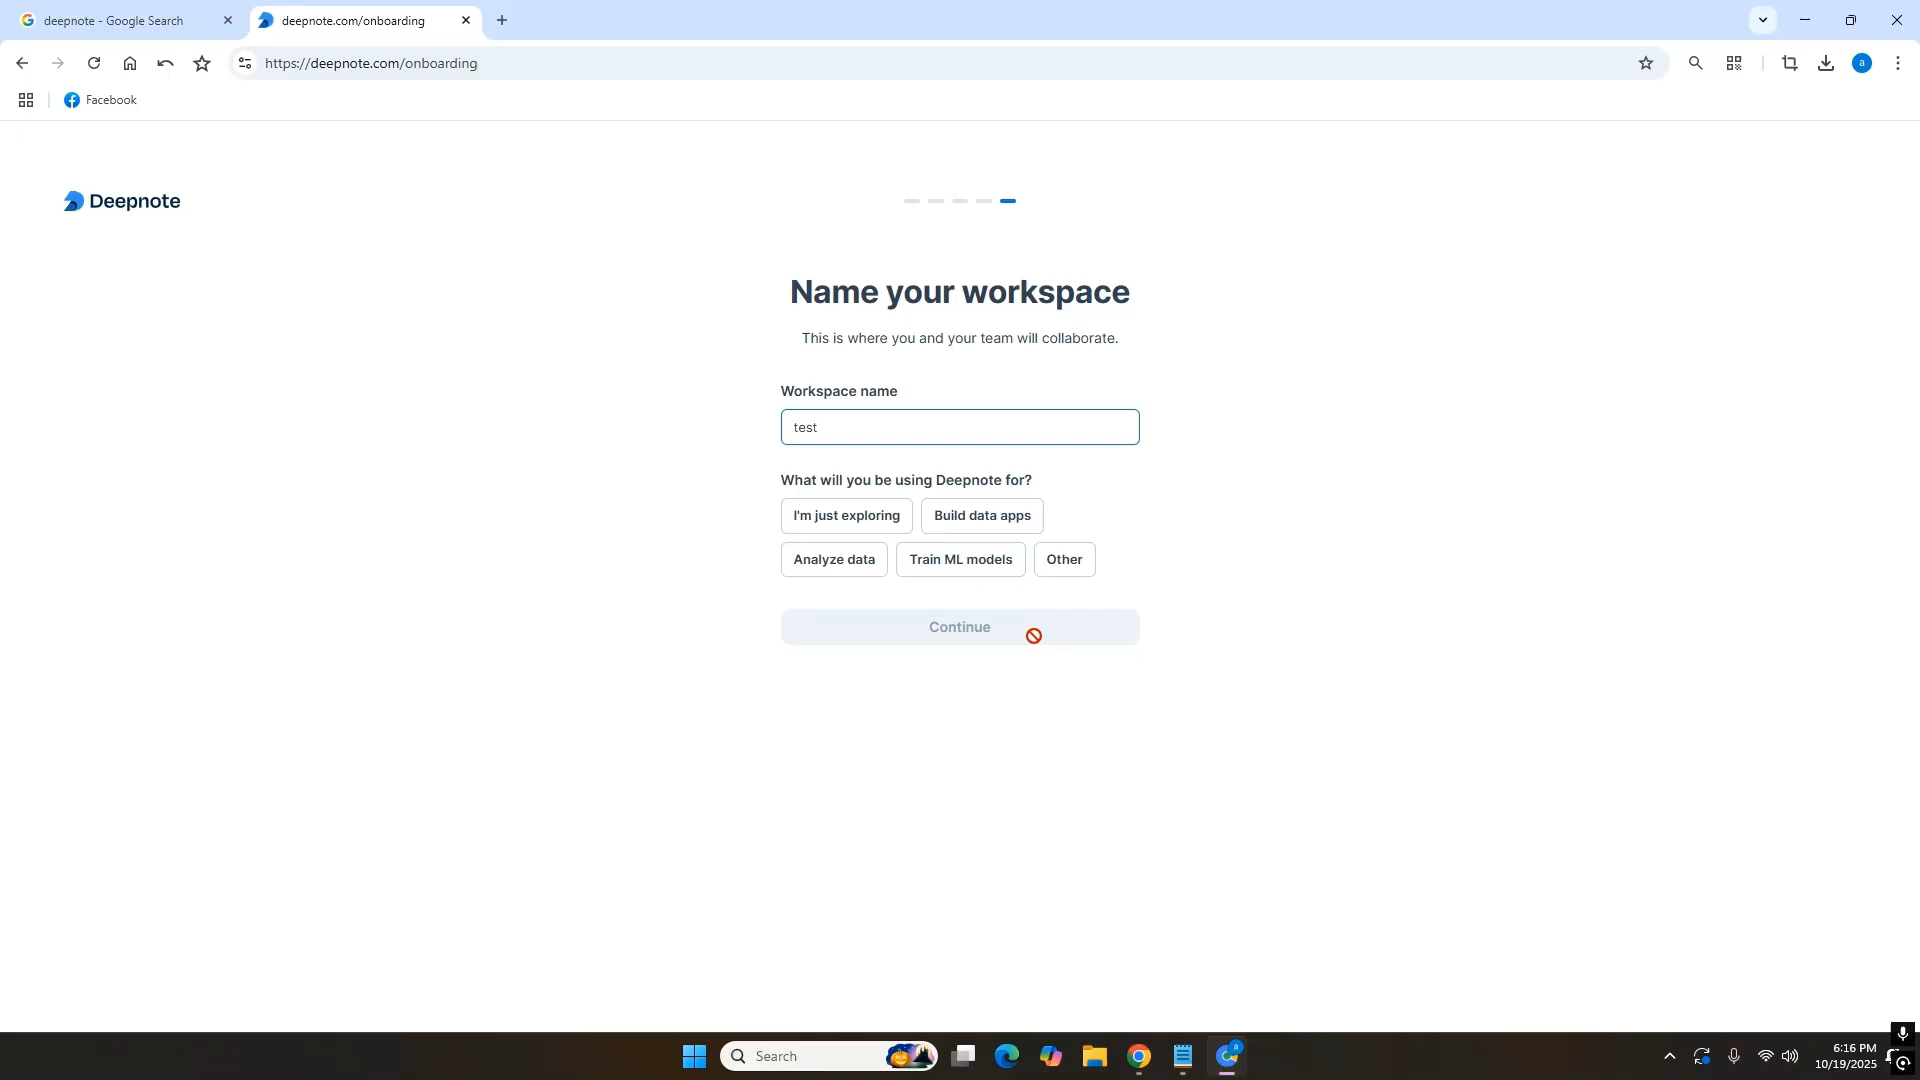 deepnote - Google Search
deepnote.com/onboarding
https://deepnote.com/onboarding
a
Facebook
Deepnote
Name your workspace
This is where you and your team will collaborate.
Workspace name
test
What will you be using Deepnote for?
I'm just exploring
Build data apps
Analyze data
Train ML models
Other
Continue
Search
a
6:16 PM
10/19/2025